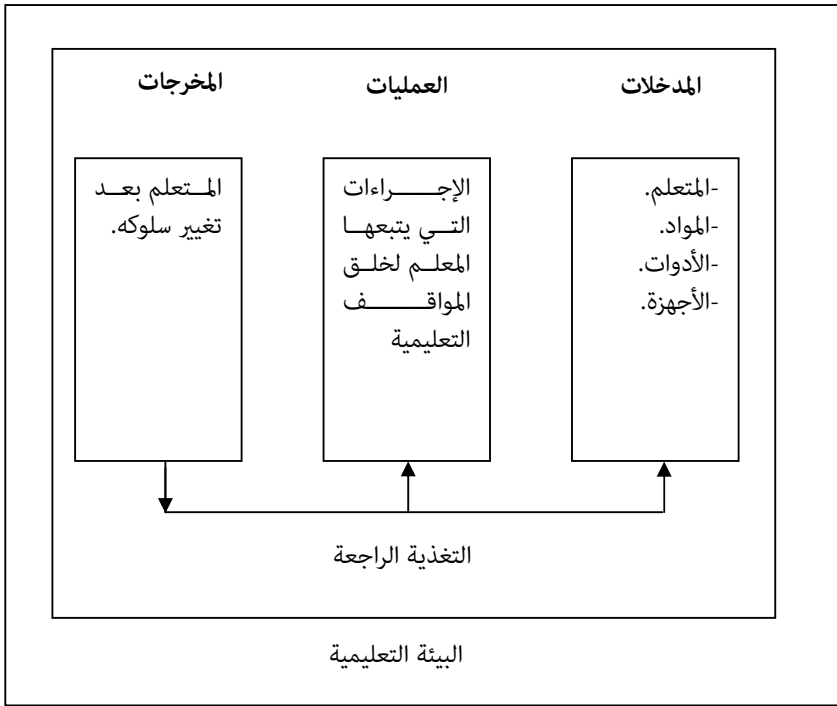 المدخلات
العمليات
المخرجات
-المتعلم.
-المواد.
-الأدوات.
-الأجهزة.
الإجراءات
التي يتبعها
المعلم لخلق
المواقف
التعليمية
المتعلم بعد
تغيير سلوكه.
التغذية الراجعة
البيئة التعليمية